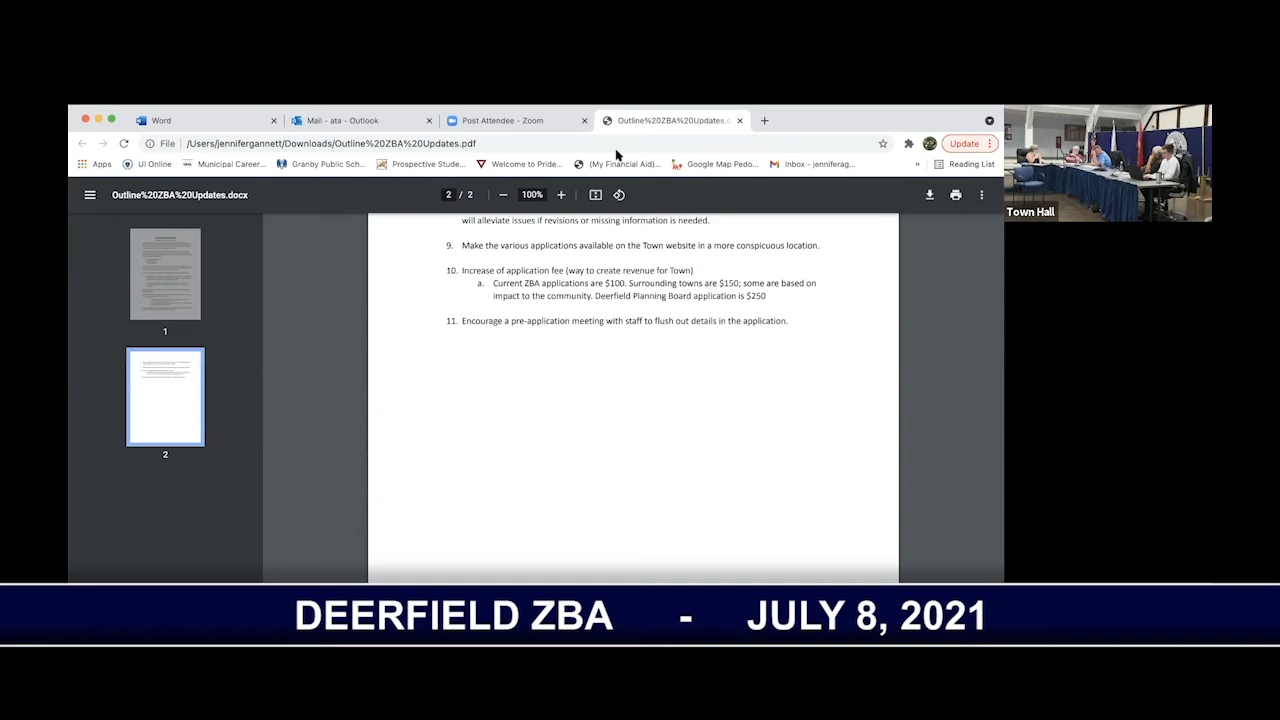 Word
Mail - ata - Outlook
Post Attendee - Zoom
Outline%20ZBA%20Updates.c
File
/Users/jennifergannett/Downloads/Outline%20ZBA%20Updates.pdf
Update
Apps
UI Online
Municipal Career...
Granby Public Sch...
Prospective Stude...
Welcome to Pride...
(My Financial Aid)...
Google Map Pedo...
Inbox - jenniferag...
»
Reading List
Outline%20ZBA%20Updates.docx
2 / 2
100%
will alleviate issues if revisions or missing information is needed.
9. Make the various applications available on the Town website in a more conspicuous location.
10. Increase of application fee (way to create revenue for Town)
a. Current ZBA applications are $100. Surrounding towns are $150; some are based on
impact to the community. Deerfield Planning Board application is $250
11. Encourage a pre-application meeting with staff to flush out details in the application.
1
2
Town Hall
DEERFIELD ZBA - JULY 8, 2021